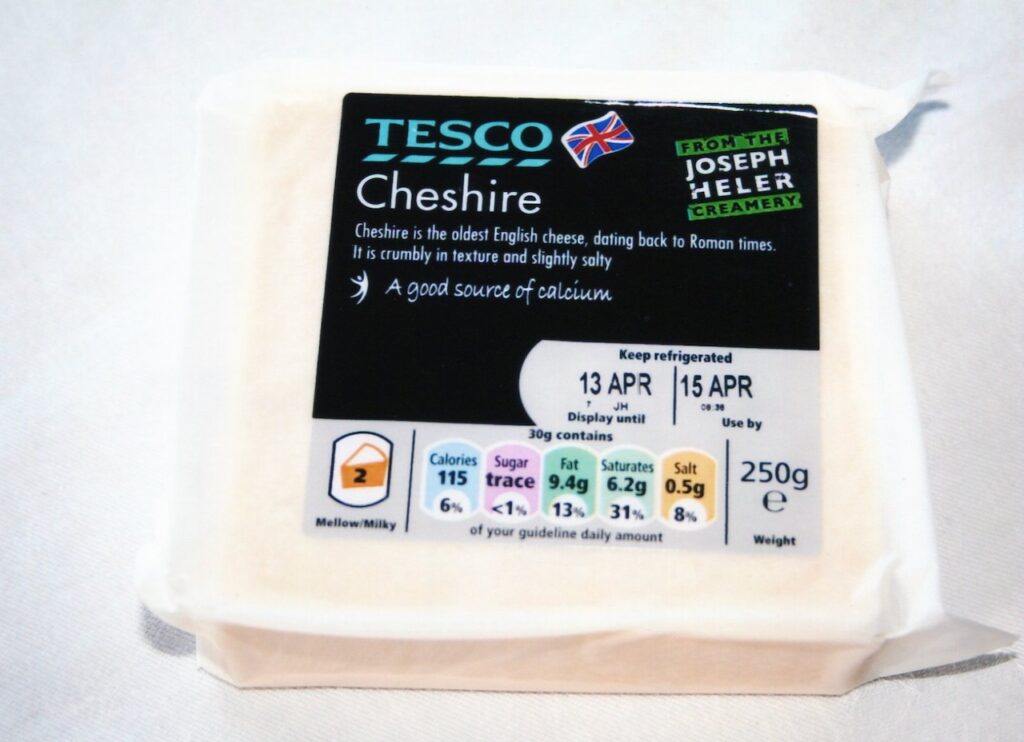 TESCO
Cheshire
FROM THE
JOSEPH
HELER
CREAMERY
Cheshire is the oldest English cheese, dating back to Roman times.
It is crumbly in texture and slightly salty
A good source of calcium
Keep refrigerated
13 APR 15 APR
7 JH 06:36
Display until Use by
30g contains
2
Mellow/Milky
Calories Sugar Fat Saturates Salt
115 trace 9.4g 6.2g 0.5g
6% <1% 13% 31% 8%
of your guideline daily amount
250g
e
Weight